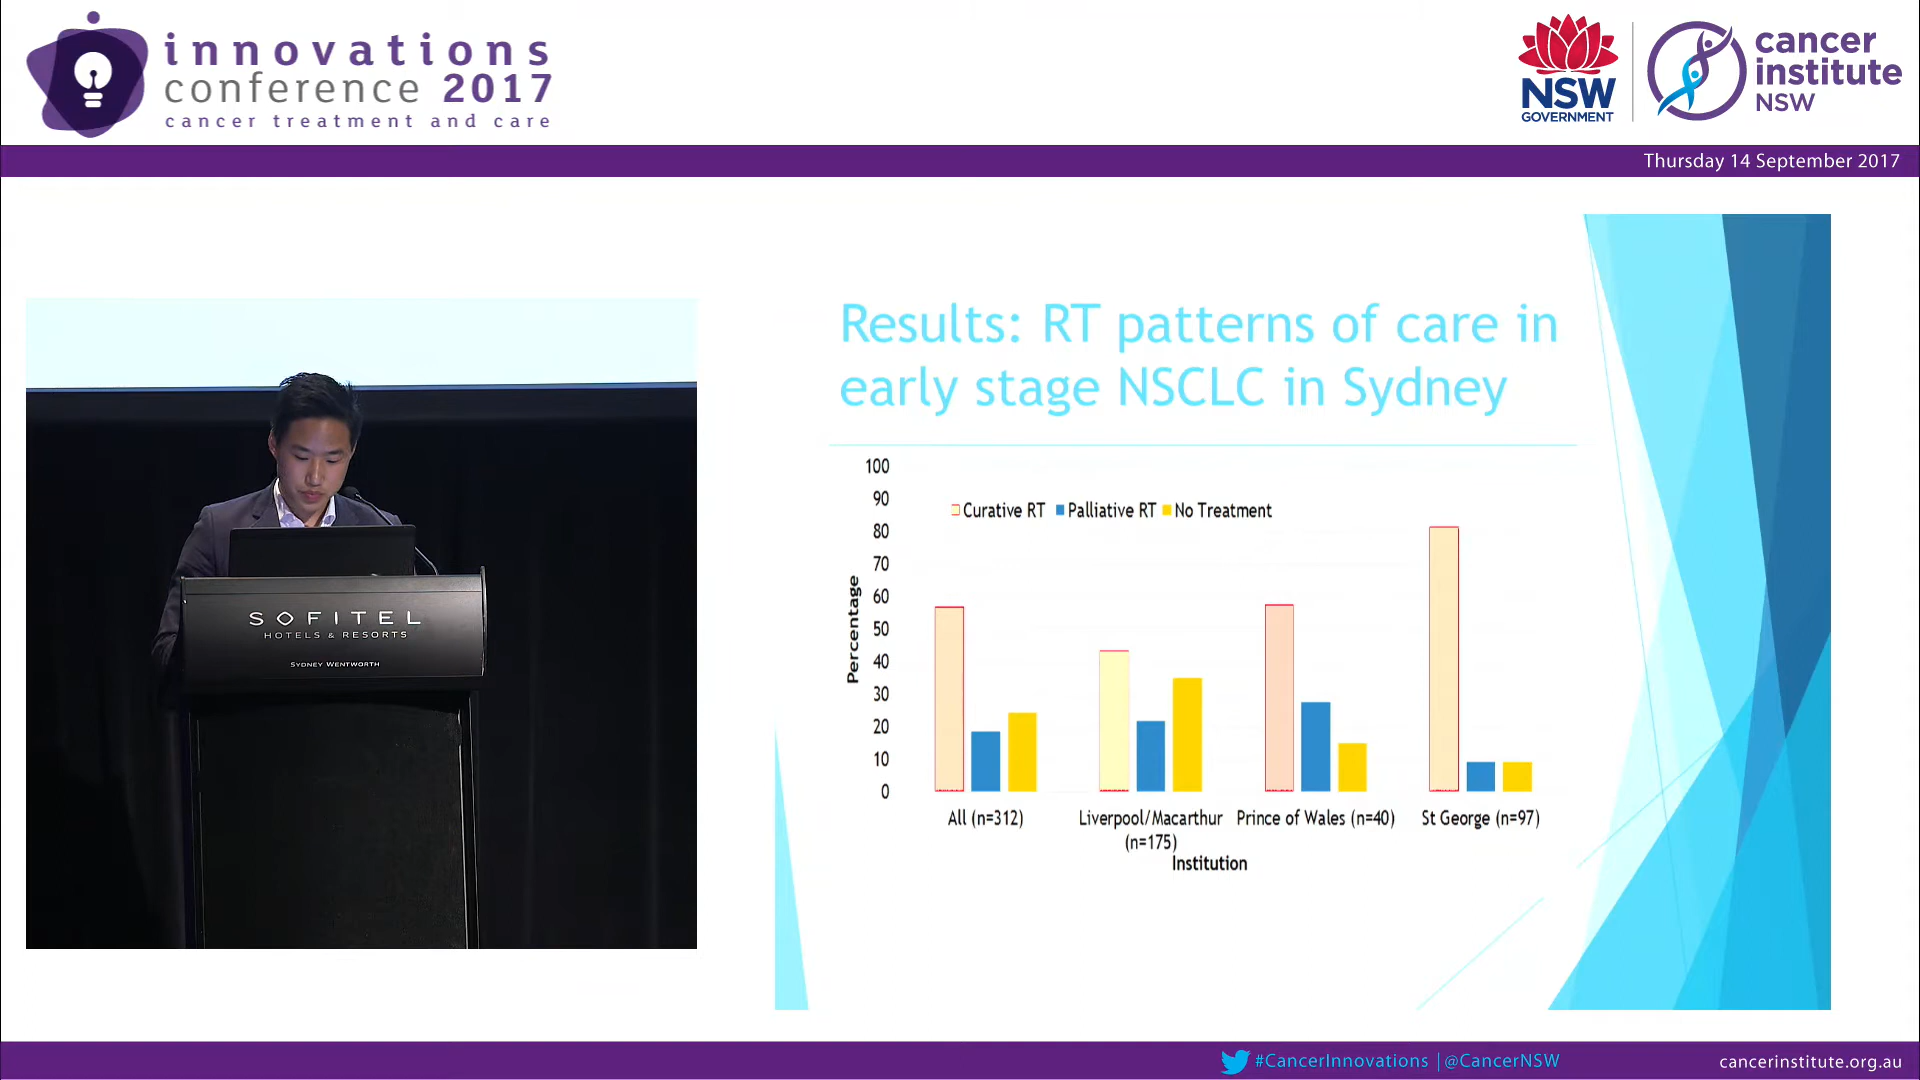 innovations
conference 2017
cancer treatment and care
NSW
GOVERNMENT
cancer
institute
NSW
Thursday 14 September 2017
SOFITEL
HOTELS & RESORTS
SYDNEY WENTWORTH
Results: RT patterns of care in
early stage NSCLC in Sydney
100
90
80
70
60
50
40
30
20
10
0
Percentage
Curative RT Palliative RT No Treatment
All (n=312) Liverpool/Macarthur Prince of Wales (n=40) St George (n=97)
(n=175)
Institution
#CancerInnovations | @CancerNSW
cancerinstitute.org.au